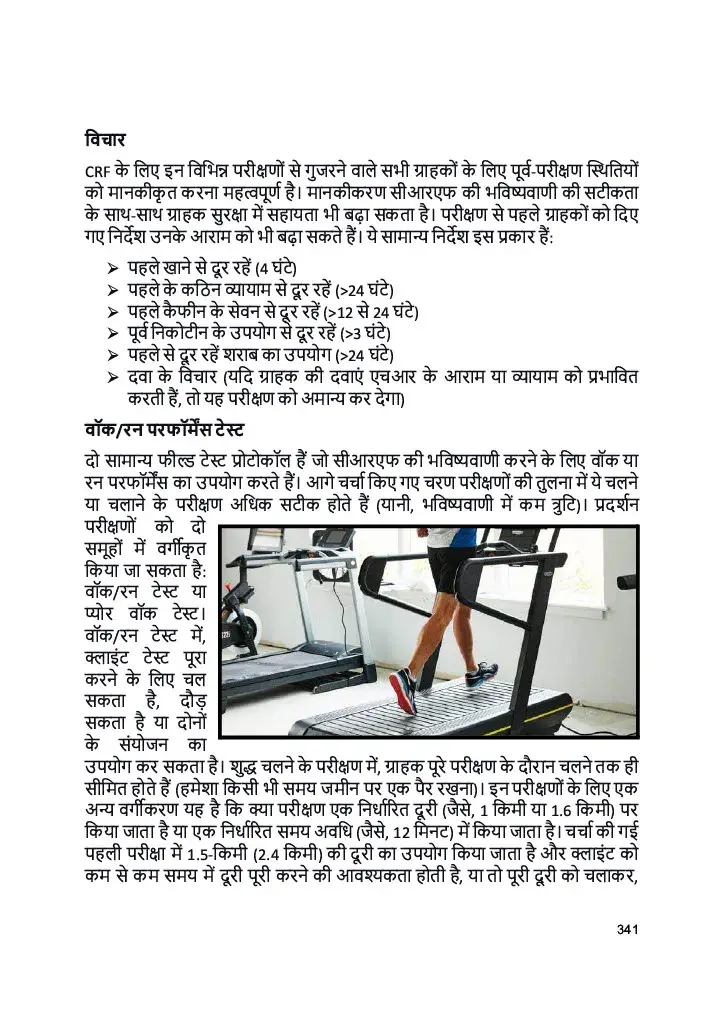 विचार
CRF के लिए इन विभिन्न परीक्षणों से गुजरने वाले सभी ग्राहकों के लिए पूर्व-परीक्षण स्थितियों
को मानकीकृत करना महत्वपूर्ण है। मानकीकरण सीआरएफ की भविष्यवाणी की सटीकता
के साथ-साथ ग्राहक सुरक्षा में सहायता भी बढ़ा सकता है। परीक्षण से पहले ग्राहकों को दिए
गए निर्देश उनके आराम को भी बढ़ा सकते हैं। ये सामान्य निर्देश इस प्रकार हैं:
➢ पहले खाने से दूर रहें (4 घंटे)
➢ पहले के कठिन व्यायाम से दूर रहें (>24 घंटे)
➢ पहले कैफीन के सेवन से दूर रहें (>12 से 24 घंटे)
➢ पूर्व निकोटीन के उपयोग से दूर रहें (>3 घंटे)
➢ पहले से दूर रहें शराब का उपयोग (>24 घंटे)
➢ दवा के विचार (यदि ग्राहक की दवाएं एचआर के आराम या व्यायाम को प्रभावित
करती हैं, तो यह परीक्षण को अमान्य कर देगा)
वॉक/रन परफॉर्मेंस टेस्ट
दो सामान्य फील्ड टेस्ट प्रोटोकॉल हैं जो सीआरएफ की भविष्यवाणी करने के लिए वॉक या
रन परफॉर्मेंस का उपयोग करते हैं। आगे चर्चा किए गए चरण परीक्षणों की तुलना में ये चलने
या चलाने के परीक्षण अधिक सटीक होते हैं (यानी, भविष्यवाणी में कम त्रुटि)। प्रदर्शन
परीक्षणों को दो
समूहों में वर्गीकृत
किया जा सकता है:
वॉक/रन टेस्ट या
प्योर वॉक टेस्ट।
वॉक/रन टेस्ट में,
क्लाइंट टेस्ट पूरा
करने के लिए चल
सकता है, दौड़
सकता है या दोनों
के संयोजन का
उपयोग कर सकता है। शुद्ध चलने के परीक्षण में, ग्राहक पूरे परीक्षण के दौरान चलने तक ही
सीमित होते हैं (हमेशा किसी भी समय जमीन पर एक पैर रखना)। इन परीक्षणों के लिए एक
अन्य वर्गीकरण यह है कि क्या परीक्षण एक निर्धारित दूरी (जैसे, 1 किमी या 1.6 किमी) पर
किया जाता है या एक निर्धारित समय अवधि (जैसे, 12 मिनट) में किया जाता है। चर्चा की गई
पहली परीक्षा में 1.5-किमी (2.4 किमी) की दूरी का उपयोग किया जाता है और क्लाइंट को
कम से कम समय में दूरी पूरी करने की आवश्यकता होती है, या तो पूरी दूरी को चलाकर,
341